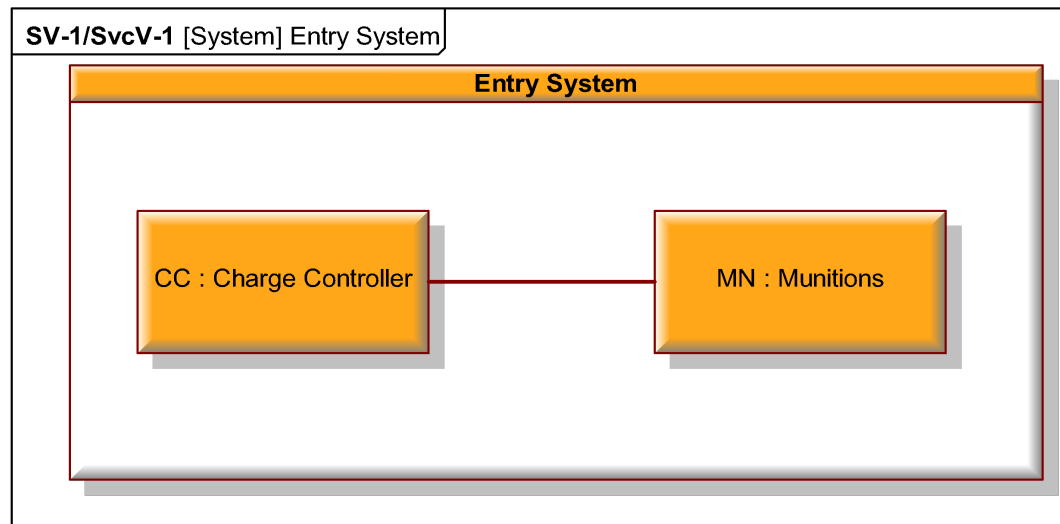 SV-1/SvcV-1 [System] Entry System
Entry System
CC : Charge Controller
MN : Munitions